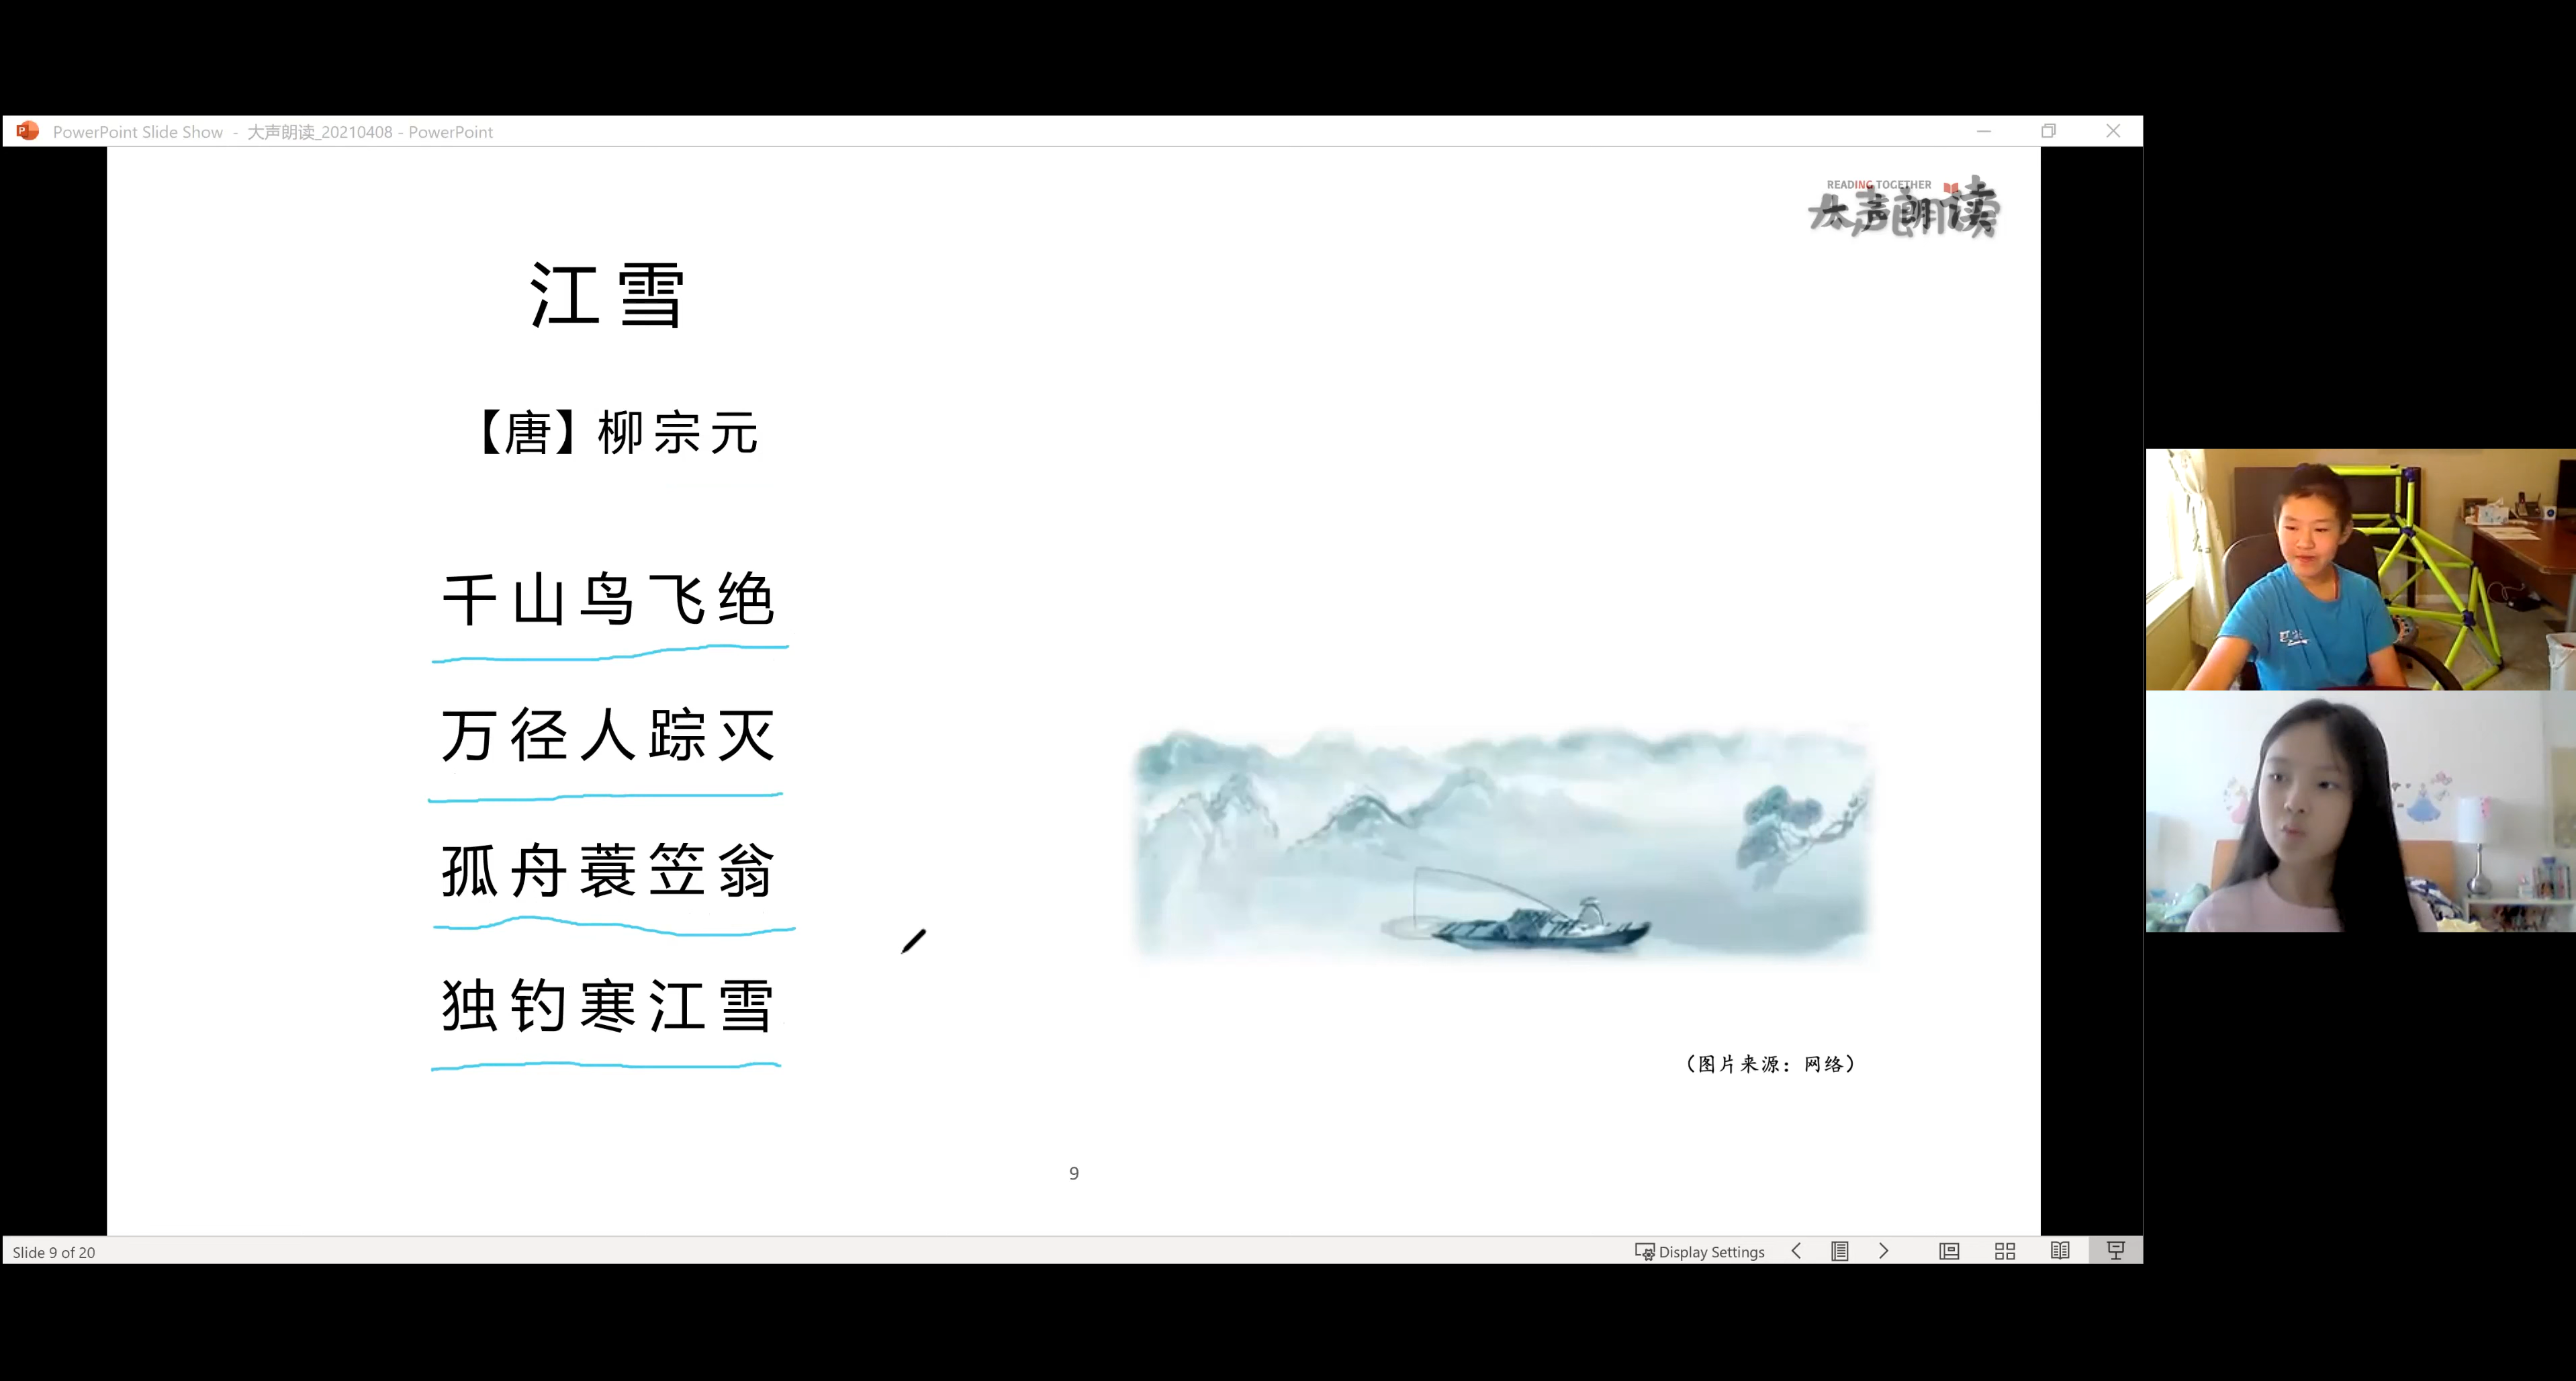 PowerPoint Slide Show - 大声朗读_20210408 - PowerPoint
READING TOGETHER
大声朗读
江雪
【唐】柳宗元
千山鸟飞绝
万径人踪灭
孤舟蓑笠翁
独钓寒江雪
（图片来源：网络）
9
Slide 9 of 20
Display Settings